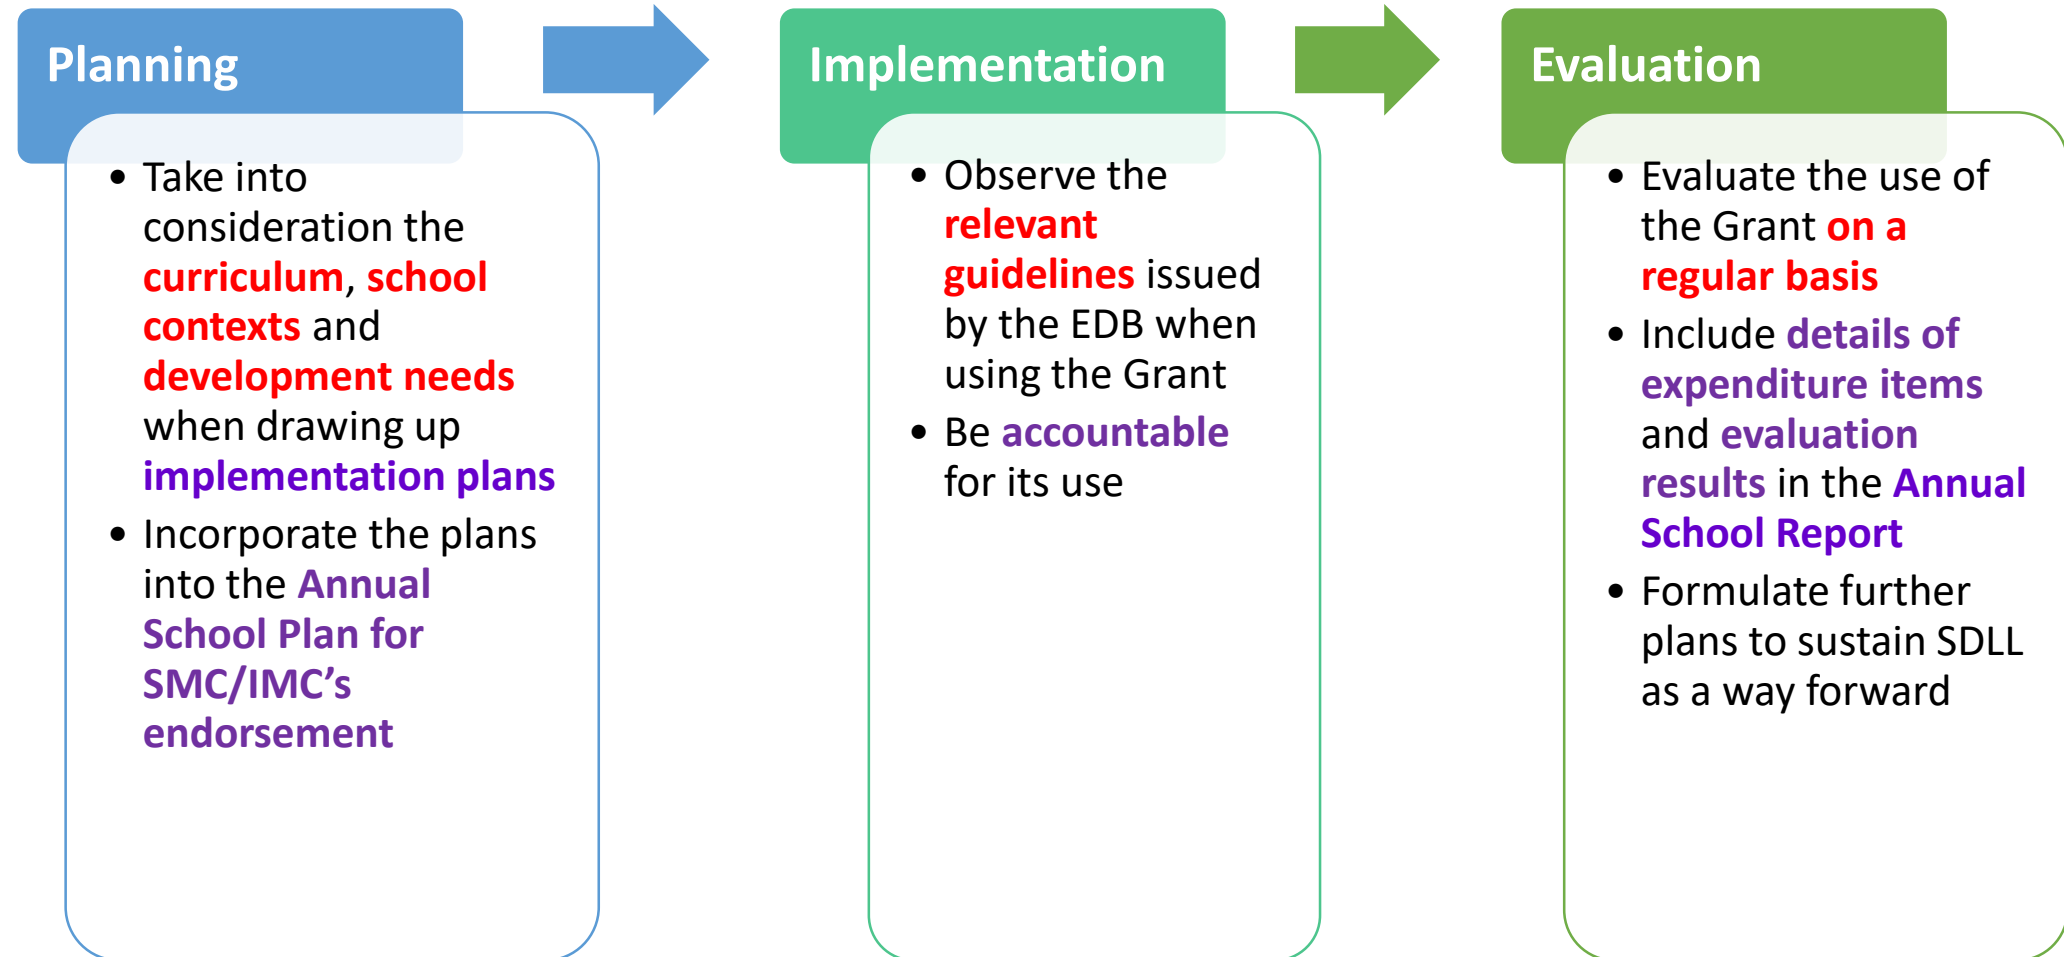 Planning
• Take into
consideration the
curriculum, school
contexts and
development needs
when drawing up
implementation plans
• Incorporate the plans
into the Annual
School Plan for
SMC/IMC’s
endorsement
Implementation
• Observe the
relevant
guidelines issued
by the EDB when
using the Grant
• Be accountable
for its use
Evaluation
• Evaluate the use of
the Grant on a
regular basis
• Include details of
expenditure items
and evaluation
results in the Annual
School Report
• Formulate further
plans to sustain SDLL
as a way forward